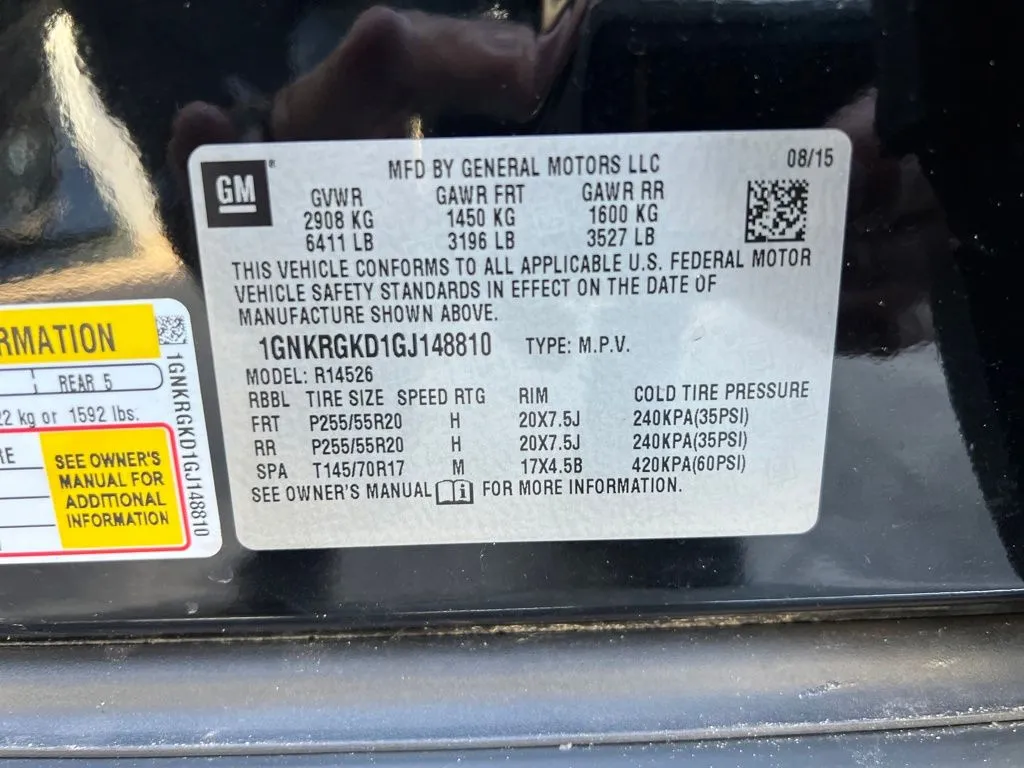 GM
MFD BY GENERAL MOTORS LLC 08/15
GVWR GAWR FRT GAWR RR
2908 KG 1450 KG 1600 KG
6411 LB 3196 LB 3527 LB
THIS VEHICLE CONFORMS TO ALL APPLICABLE U.S. FEDERAL MOTOR
VEHICLE SAFETY STANDARDS IN EFFECT ON THE DATE OF
MANUFACTURE SHOWN ABOVE.
1GNKRGKD1GJ148810 TYPE: M.P.V.
MODEL: R14526
RBBL TIRE SIZE SPEED RTG RIM COLD TIRE PRESSURE
FRT P255/55R20 H 20X7.5J 240KPA(35PSI)
RR P255/55R20 H 20X7.5J 240KPA(35PSI)
SPA T145/70R17 M 17X4.5B 420KPA(60PSI)
SEE OWNER'S MANUAL FOR MORE INFORMATION.
RMATION
REAR 5
22 kg or 1592 lbs.
RE
SEE OWNER'S
MANUAL FOR
ADDITIONAL
INFORMATION
1GNKRGKD1GJ148810